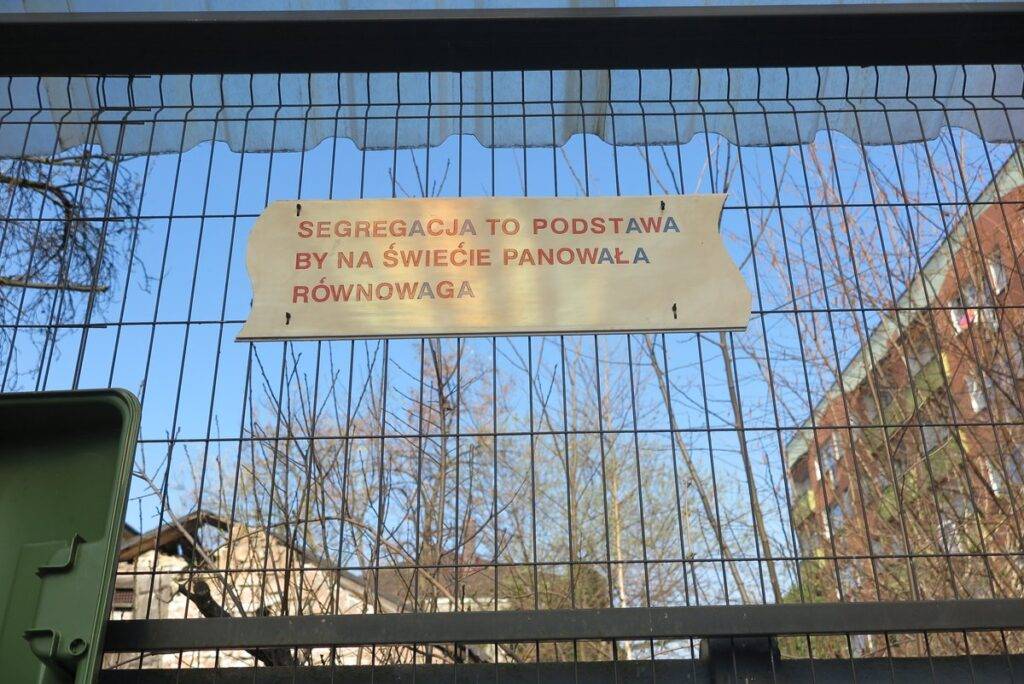 SEGREGACJA TO PODSTAWA
BY NA ŚWIEĆIE PANOWAŁA
RÓWNOWAGA